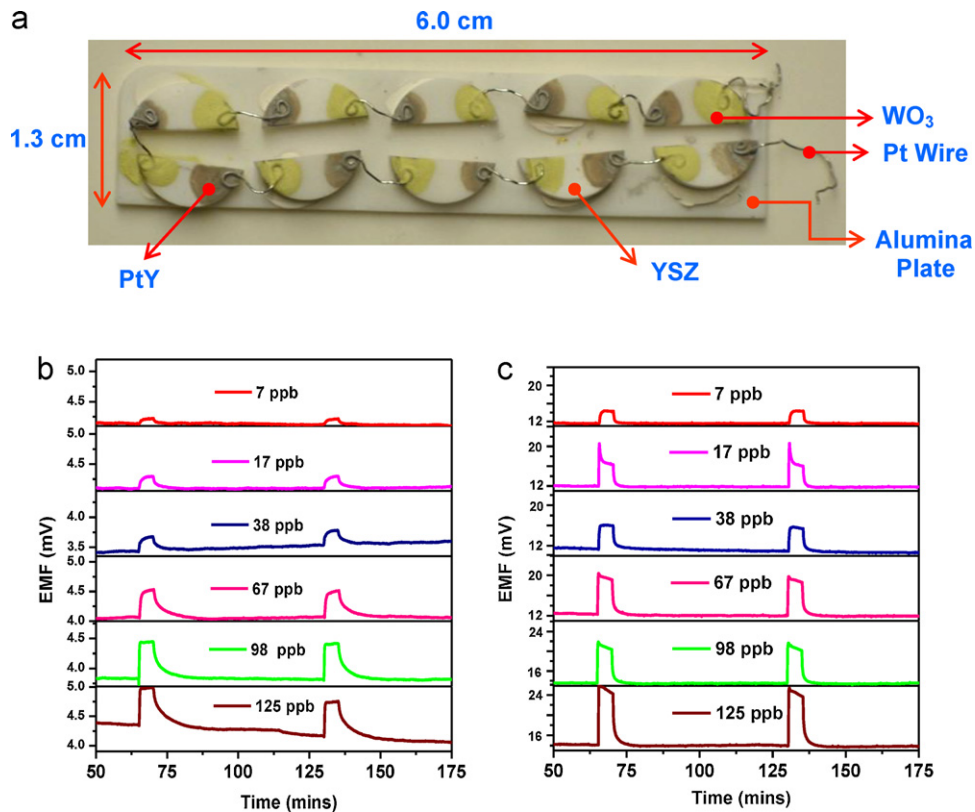 a
6.0 cm
1.3 cm
WO₃
Pt Wire
Alumina
Plate
PtY
YSZ
b
5.0
4.5
5.0
4.5
4.0
3.5
5.0
4.5
4.0
4.5
4.0
5.0
4.5
4.0
7 ppb
17 ppb
38 ppb
67 ppb
98 ppb
125 ppb
EMF (mV)
50 75 100 125 150 175
Time (mins)
c
20
12
20
12
20
12
20
12
24
16
24
16
7 ppb
17 ppb
38 ppb
67 ppb
98 ppb
125 ppb
EMF (mV)
50 75 100 125 150 175
Time (mins)